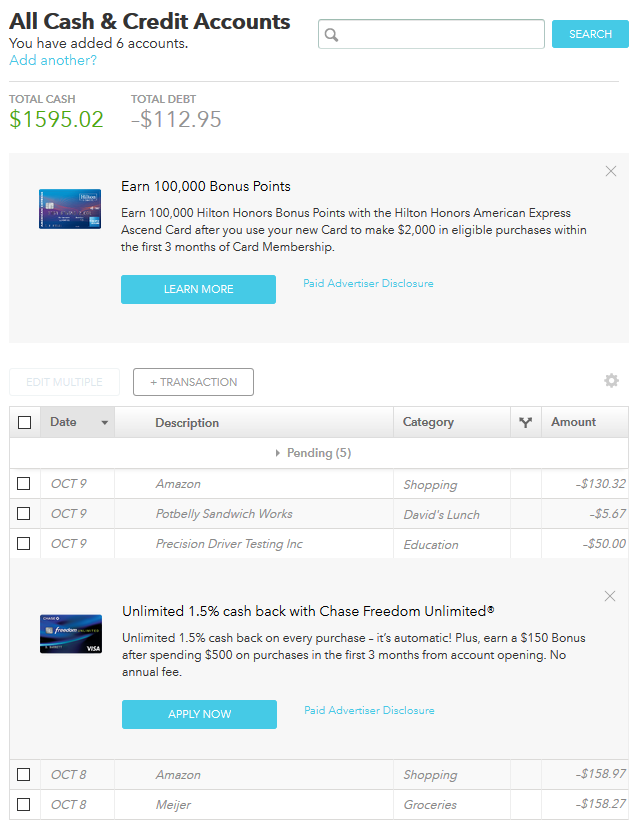 All Cash & Credit Accounts
You have added 6 accounts.
Add another?
SEARCH
TOTAL CASH TOTAL DEBT
$1595.02 –$112.95
Earn 100,000 Bonus Points
Earn 100,000 Hilton Honors Bonus Points with the Hilton Honors American Express
Ascend Card after you use your new Card to make $2,000 in eligible purchases within
the first 3 months of Card Membership.
LEARN MORE Paid Advertiser Disclosure
EDIT MULTIPLE + TRANSACTION
Date Description Category Amount
Pending (5)
OCT 9 Amazon Shopping –$130.32
OCT 9 Potbelly Sandwich Works David's Lunch –$5.67
OCT 9 Precision Driver Testing Inc Education –$50.00
Unlimited 1.5% cash back with Chase Freedom Unlimited®
CHASE
freedom UNLIMITED
VISA
Unlimited 1.5% cash back on every purchase – it’s automatic! Plus, earn a $150 Bonus
after spending $500 on purchases in the first 3 months from account opening. No
annual fee.
APPLY NOW Paid Advertiser Disclosure
OCT 8 Amazon Shopping –$158.97
OCT 8 Meijer Groceries –$158.27